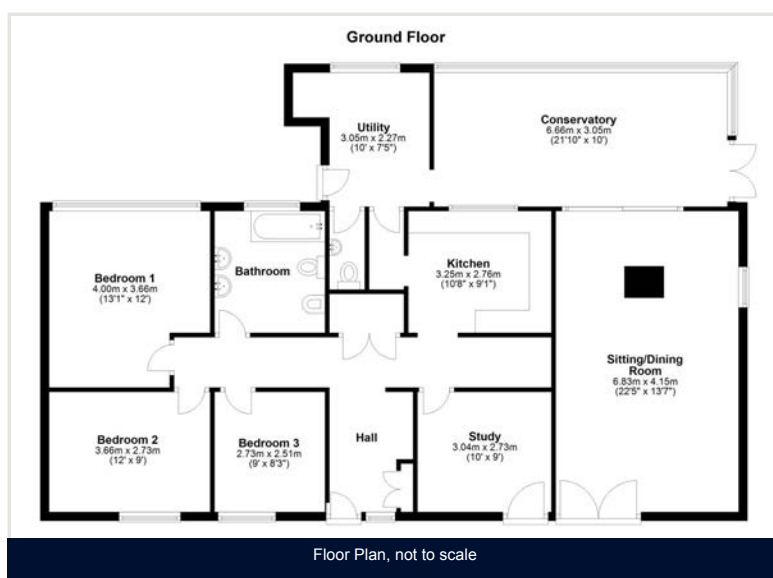 Ground Floor
Utility
3.05m x 2.27m
(10' x 7'5")
Conservatory
6.66m x 3.05m
(21'10" x 10')
Bedroom 1
4.00m x 3.66m
(13'1" x 12')
Bathroom
Kitchen
3.25m x 2.76m
(10'8" x 9'1")
Sitting/Dining
Room
6.83m x 4.15m
(22'5" x 13'7")
Bedroom 2
3.66m x 2.73m
(12' x 9')
Bedroom 3
2.73m x 2.51m
(9' x 8'3")
Hall
Study
3.04m x 2.73m
(10' x 9')
Floor Plan, not to scale